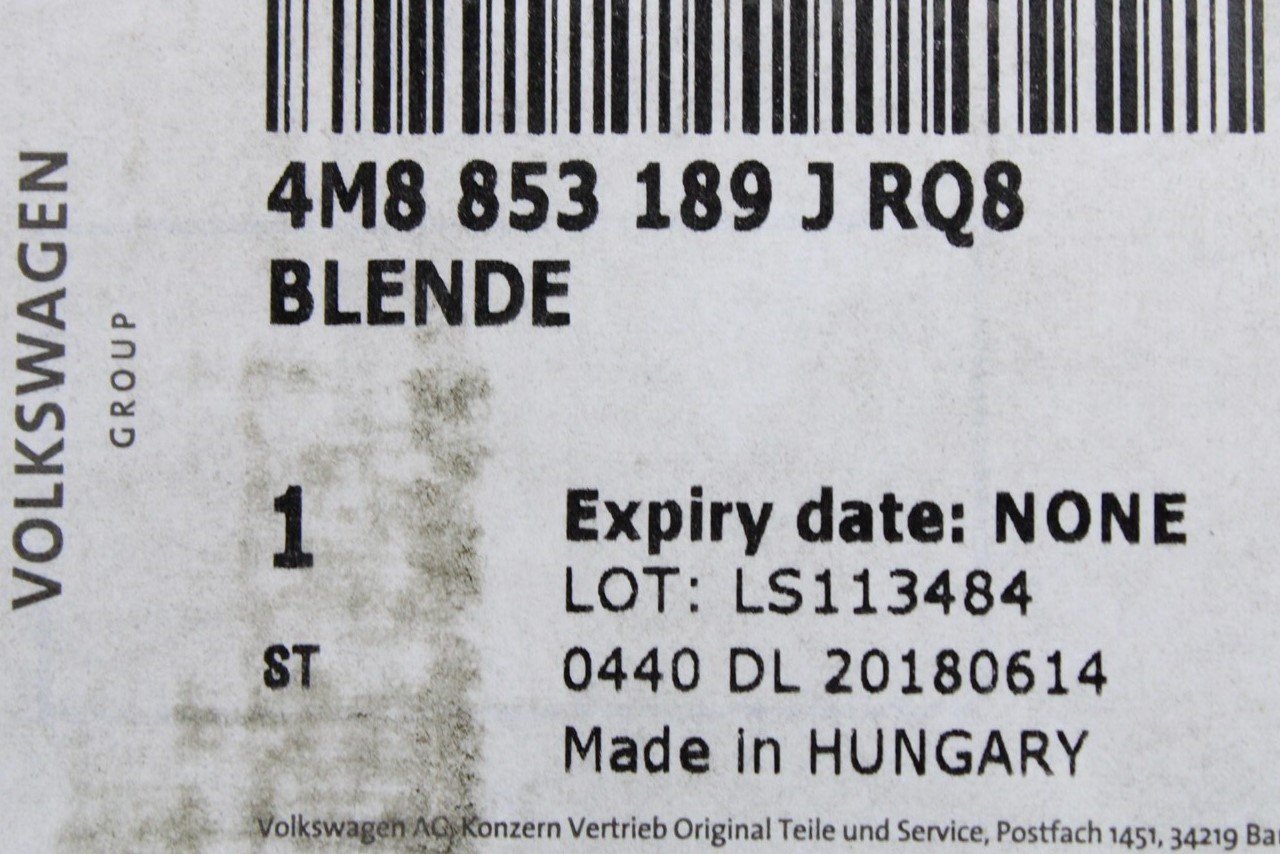 VOLKSWAGEN
GROUP
4M8 853 189 J RQ8
BLENDE
1
ST
Expiry date: NONE
LOT: LS113484
0440 DL 20180614
Made in HUNGARY
Volkswagen AG, Konzern Vertrieb Original Teile und Service, Postfach 1451, 34219